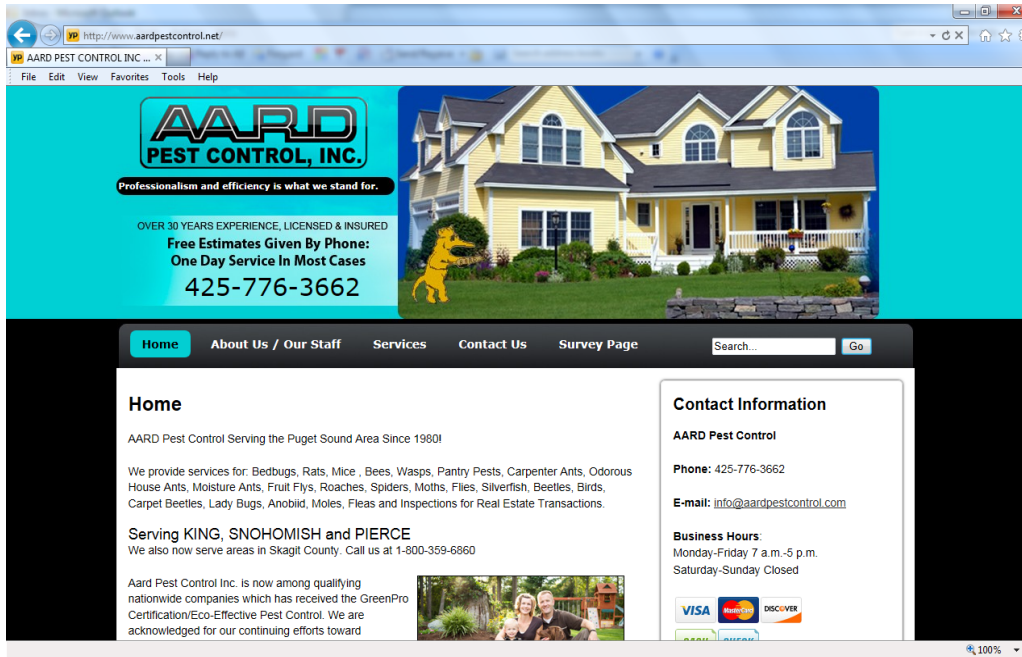 http://www.aardpestcontrol.net/
AARD PEST CONTROL INC ...
File Edit View Favorites Tools Help
AARD
PEST CONTROL, INC.
Professionalism and efficiency is what we stand for.
OVER 30 YEARS EXPERIENCE, LICENSED & INSURED
Free Estimates Given By Phone:
One Day Service In Most Cases
425-776-3662
Home About Us / Our Staff Services Contact Us Survey Page Search... Go
Home
AARD Pest Control Serving the Puget Sound Area Since 1980!
We provide services for: Bedbugs, Rats, Mice , Bees, Wasps, Pantry Pests, Carpenter Ants, Odorous
House Ants, Moisture Ants, Fruit Flys, Roaches, Spiders, Moths, Flies, Silverfish, Beetles, Birds,
Carpet Beetles, Lady Bugs, Anobiid, Moles, Fleas and Inspections for Real Estate Transactions.
Serving KING, SNOHOMISH and PIERCE
We also now serve areas in Skagit County. Call us at 1-800-359-6860
Aard Pest Control Inc. is now among qualifying
nationwide companies which has received the GreenPro
Certification/Eco-Effective Pest Control. We are
acknowledged for our continuing efforts toward
Contact Information
AARD Pest Control
Phone: 425-776-3662
E-mail: info@aardpestcontrol.com
Business Hours:
Monday-Friday 7 a.m.-5 p.m.
Saturday-Sunday Closed
VISA MasterCard DISCOVER
100%